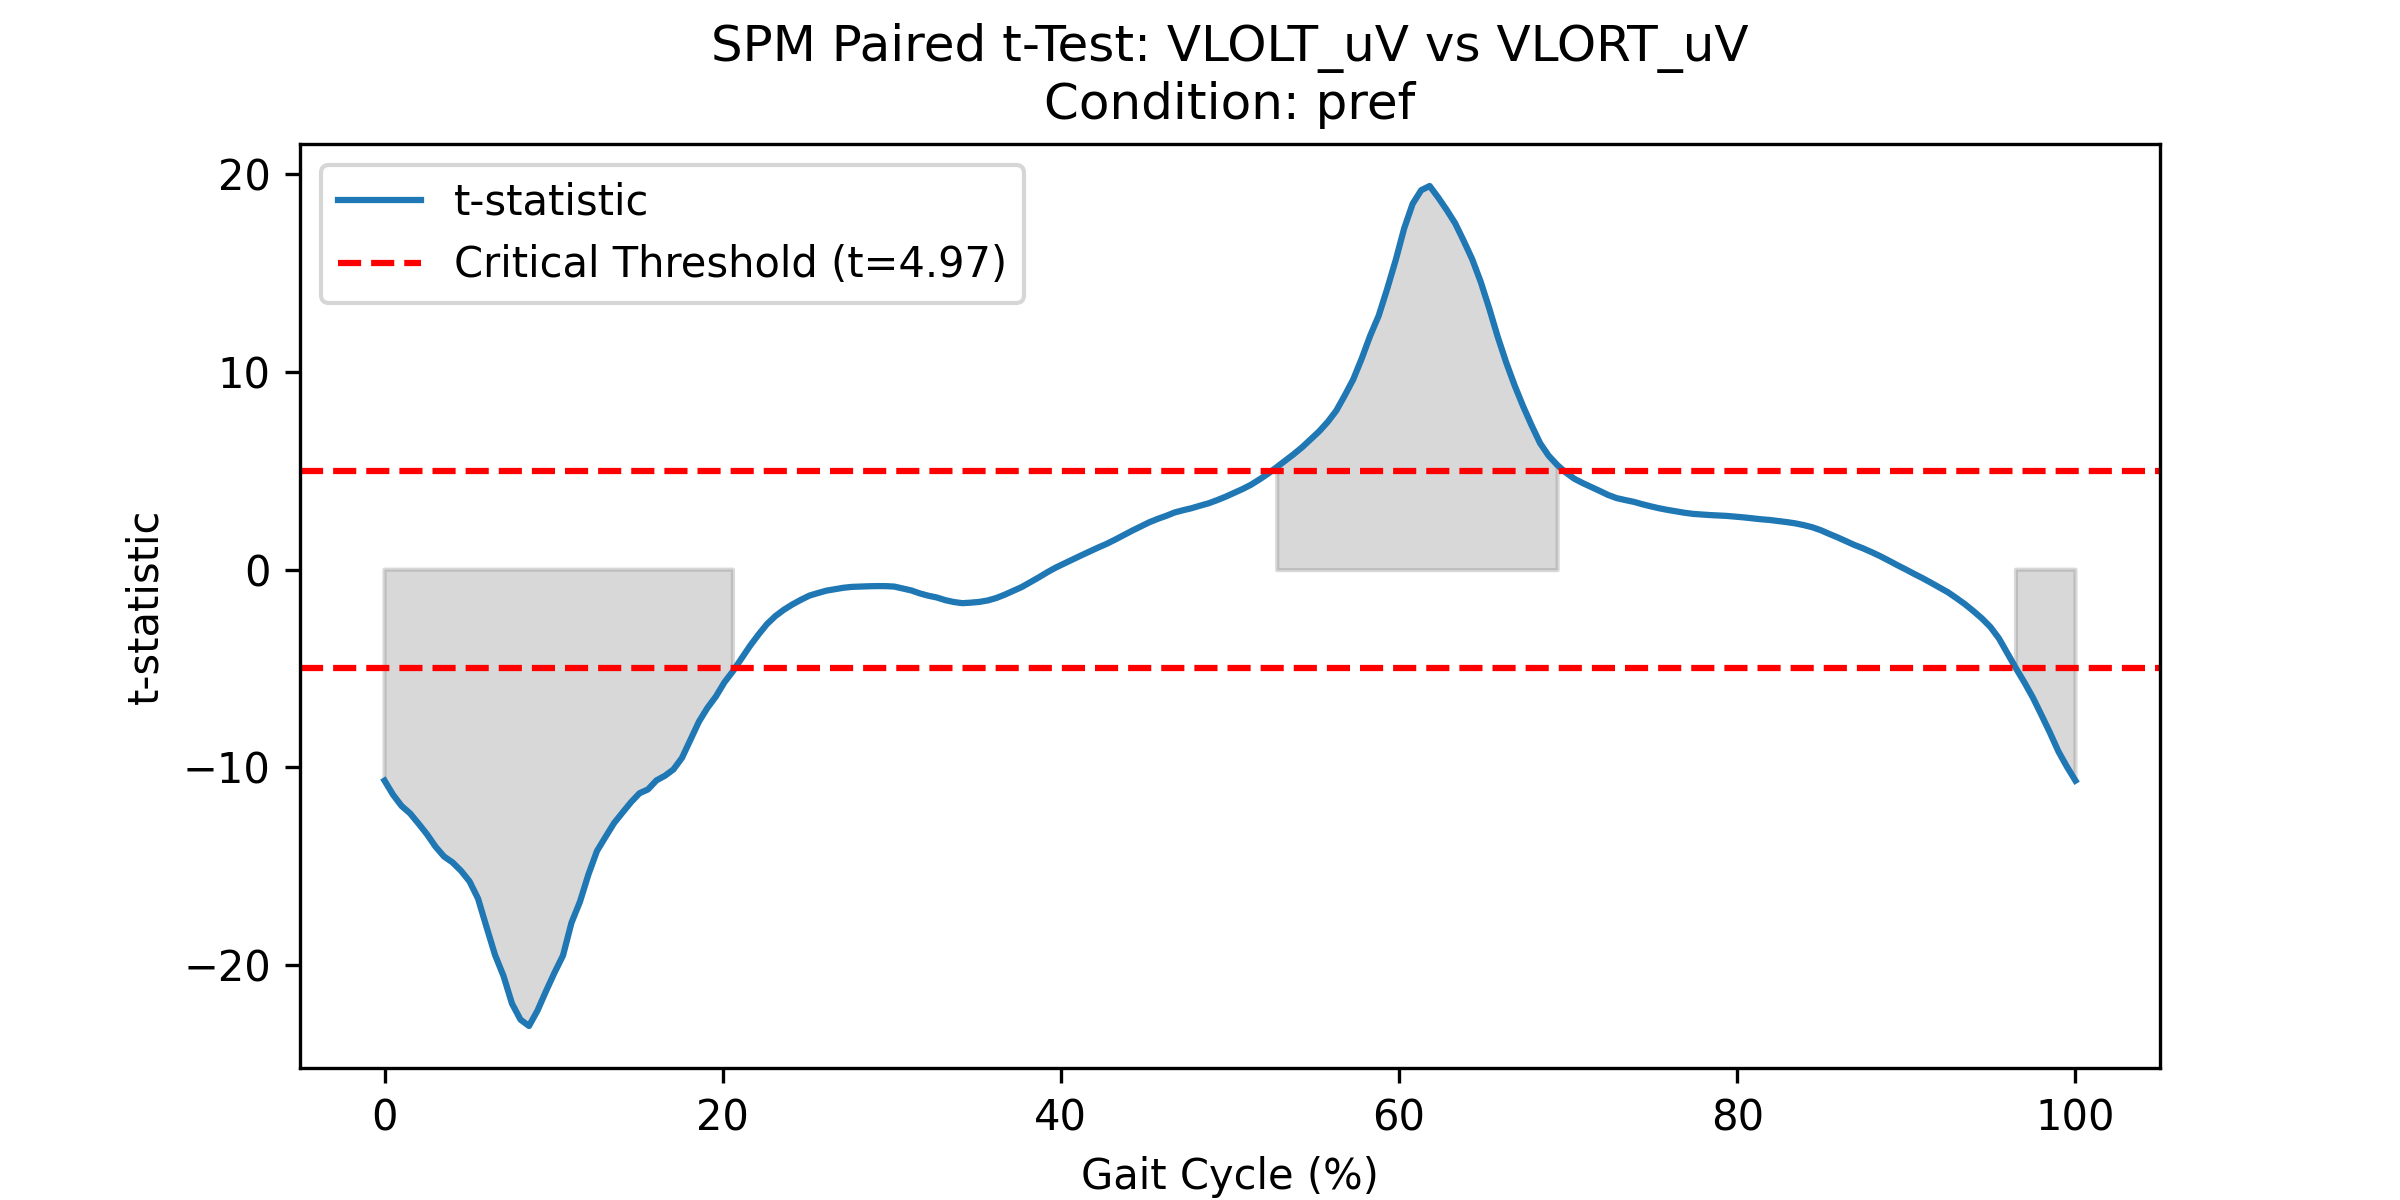 SPM Paired t-Test: VLOLT_uV vs VLORT_uV
Condition: pref
t-statistic
Critical Threshold (t=4.97)
20
10
0
−10
−20
t-statistic
0 20 40 60 80 100
Gait Cycle (%)